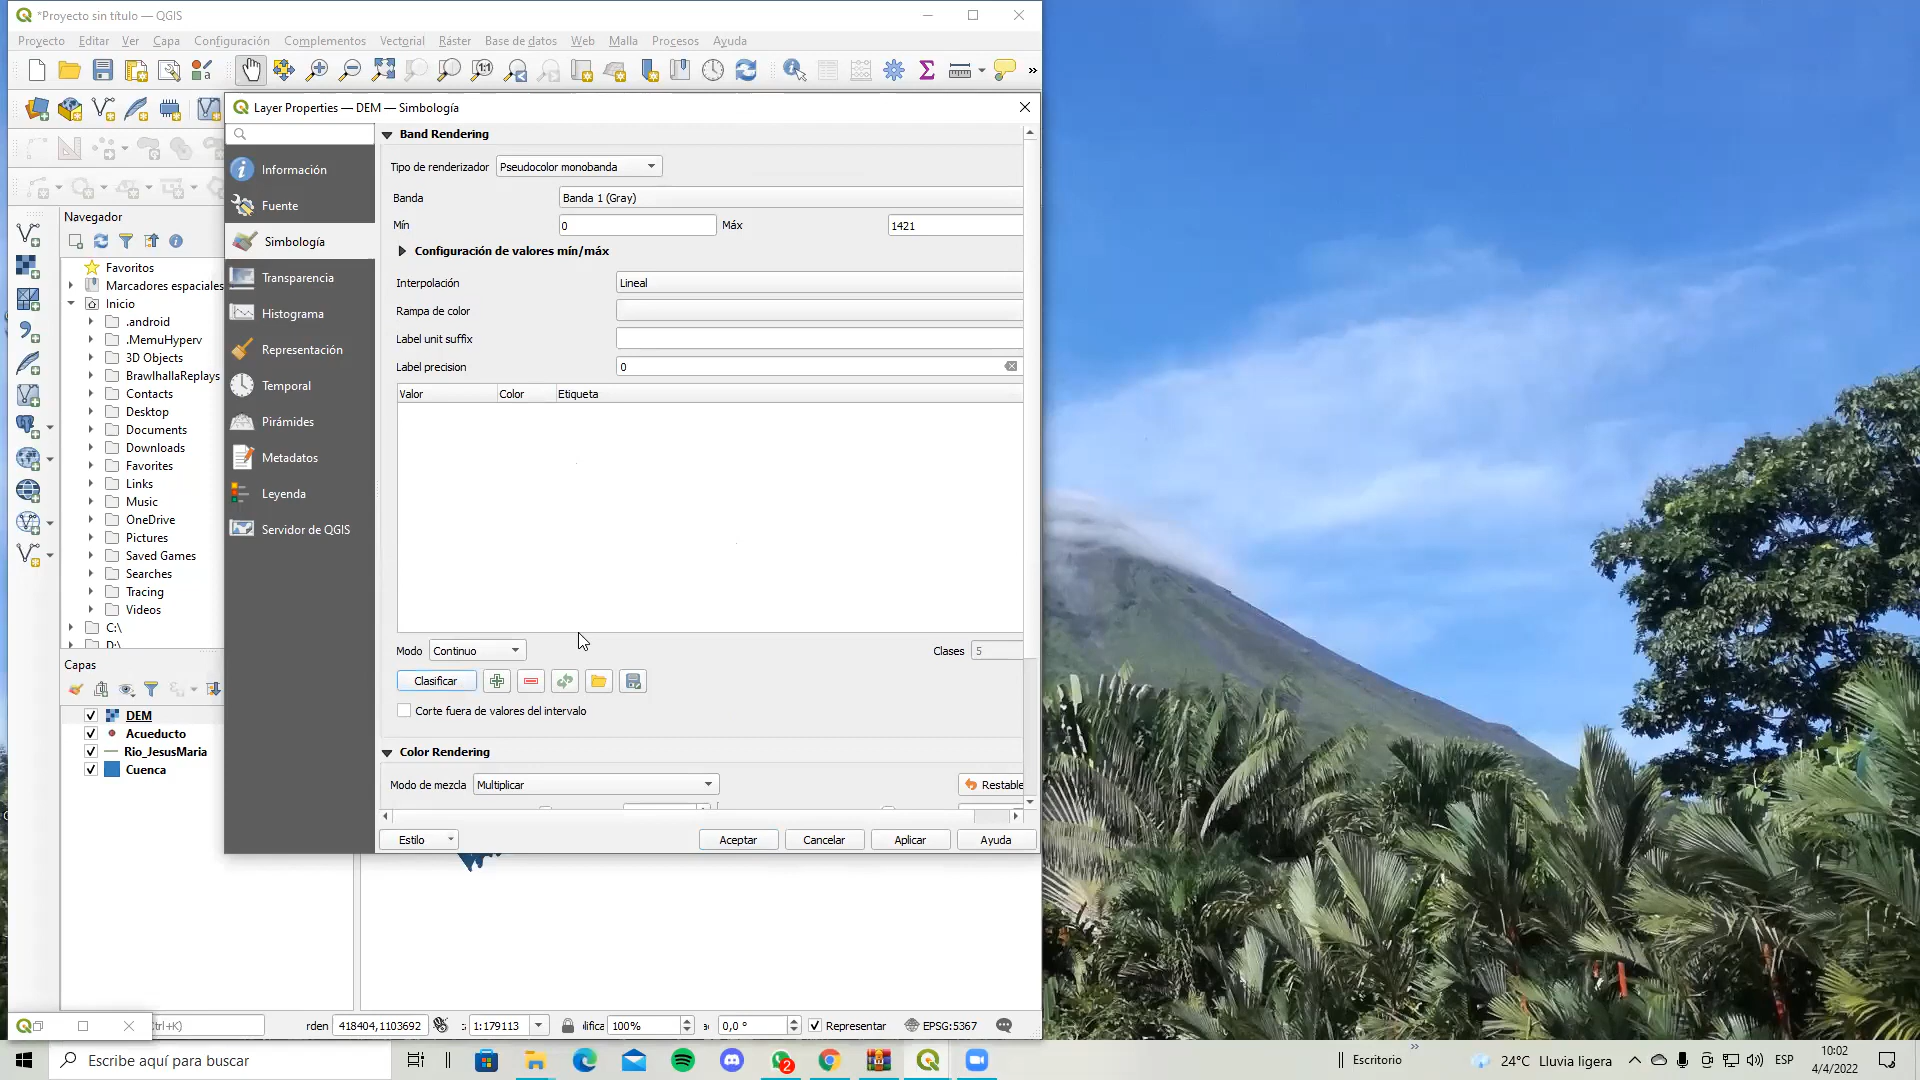 *Proyecto sin título — QGIS
Proyecto Editar Ver Capa Configuración Complementos Vectorial Ráster Base de datos Web Malla Procesos Ayuda
Layer Properties — DEM — Simbología
Información
Fuente
Simbología
Transparencia
Histograma
Representación
Temporal
Pirámides
Metadatos
Leyenda
Servidor de QGIS
Band Rendering
Tipo de renderizador Pseudocolor monobanda
Banda Banda 1 (Gray)
Mín 0 Máx 1421
Configuración de valores mín/máx
Interpolación Lineal
Rampa de color
Label unit suffix
Label precision 0
Valor Color Etiqueta
Modo Continuo Clases 5
Clasificar
Corte fuera de valores del intervalo
Color Rendering
Modo de mezcla Multiplicar Restable
Estilo Aceptar Cancelar Aplicar Ayuda
Navegador
Favoritos
Marcadores espaciales
Inicio
.android
.MemuHyperv
3D Objects
BrawlhallaReplays
Contacts
Desktop
Documents
Downloads
Favorites
Links
Music
OneDrive
Pictures
Saved Games
Searches
Tracing
Videos
C:\
D:\
Capas
DEM
Acueducto
Rio_JesusMaria
Cuenca
trl+K) rden 418404,1103692 : 1:179113 lifica 100% 0,0 ° Representar EPSG:5367
Escribe aquí para buscar
2
Escritorio
24°C Lluvia ligera
ESP
10:02
4/4/2022